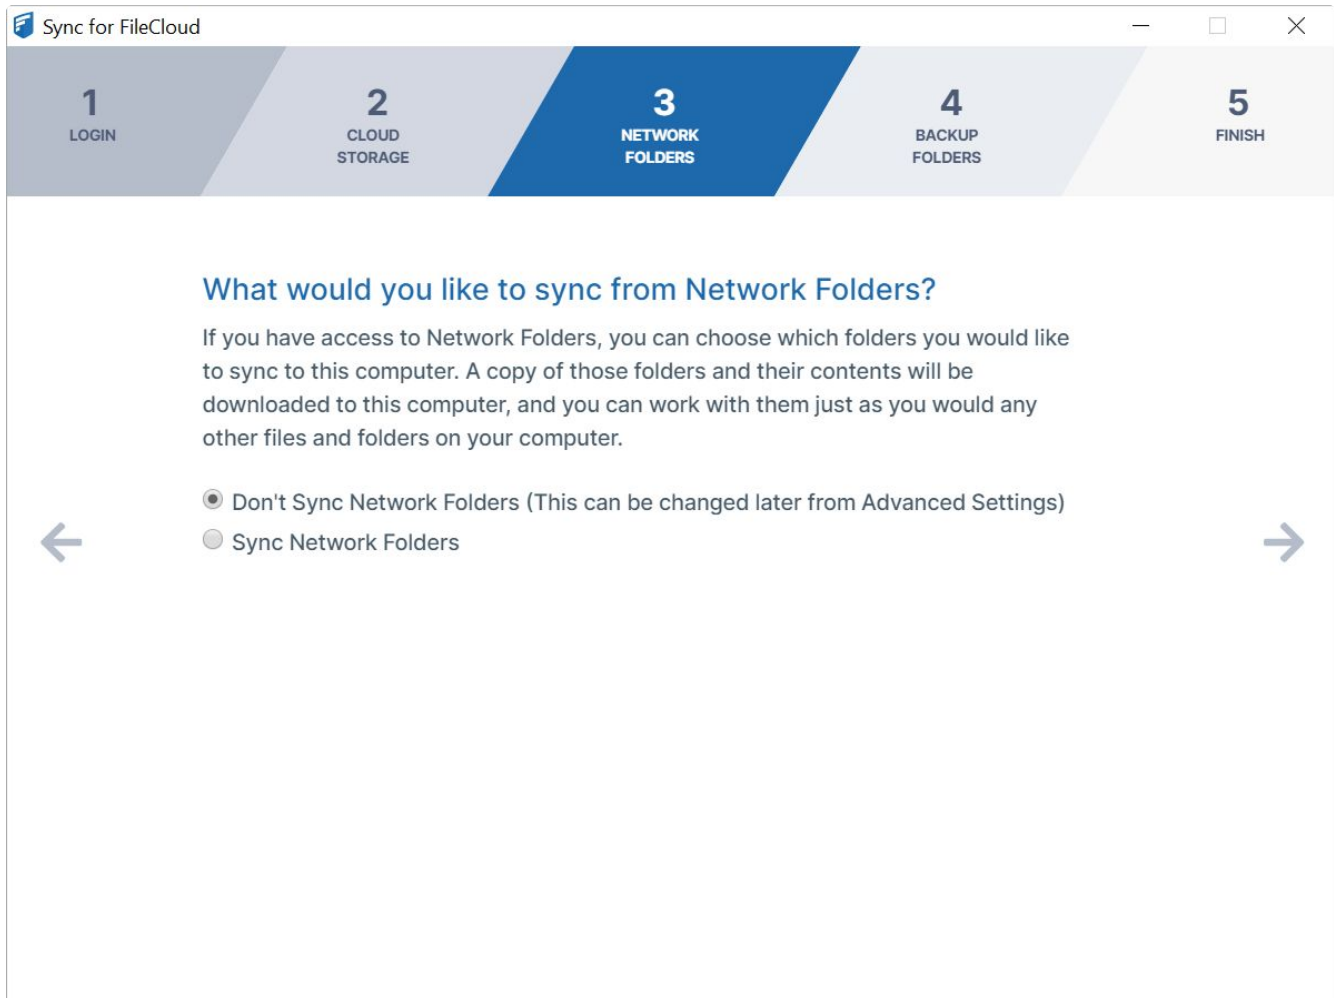 Sync for FileCloud
1
LOGIN
2
CLOUD
STORAGE
3
NETWORK
FOLDERS
4
BACKUP
FOLDERS
5
FINISH
What would you like to sync from Network Folders?
If you have access to Network Folders, you can choose which folders you would like
to sync to this computer. A copy of those folders and their contents will be
downloaded to this computer, and you can work with them just as you would any
other files and folders on your computer.
Don't Sync Network Folders (This can be changed later from Advanced Settings)
Sync Network Folders